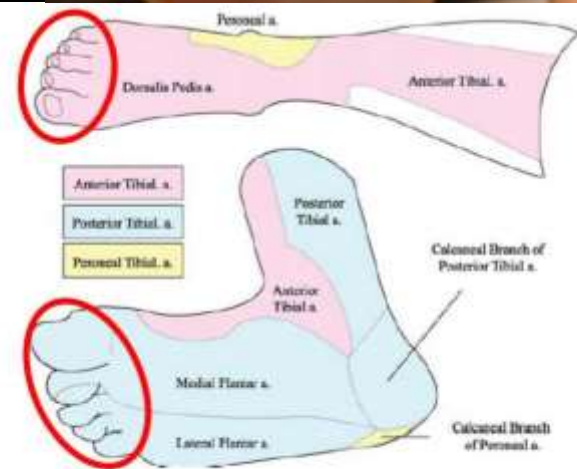 Peroneal a.
Dorsalis Pedis a.
Anterior Tibial. a.
Anterior Tibial. a.
Posterior Tibial. a.
Peroneal Tibial. a.
Posterior
Tibial a.
Calcaneal Branch of
Posterior Tibial a.
Anterior
Tibial a.
Medial Plantar a.
Lateral Plantar a.
Calcaneal Branch
of Peroneal a.